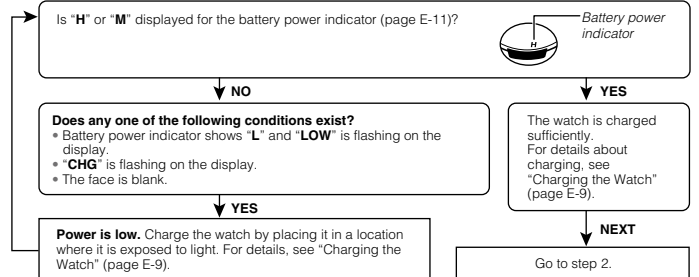 Is “H” or “M” displayed for the battery power indicator (page E-11)?
Battery power
indicator
H
NO
YES
Does any one of the following conditions exist?
• Battery power indicator shows “L” and “LOW” is flashing on the
display.
• “CHG” is flashing on the display.
• The face is blank.
The watch is charged
sufficiently.
For details about
charging, see
“Charging the Watch”
(page E-9).
YES
NEXT
Power is low. Charge the watch by placing it in a location
where it is exposed to light. For details, see “Charging the
Watch” (page E-9).
Go to step 2.